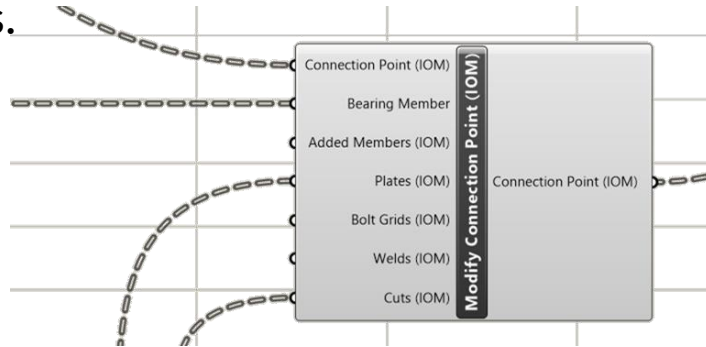 s.
Connection Point (IOM)
Bearing Member
Added Members (IOM)
Plates (IOM)
Bolt Grids (IOM)
Welds (IOM)
Cuts (IOM)
Modify Connection Point (IOM)
Connection Point (IOM)